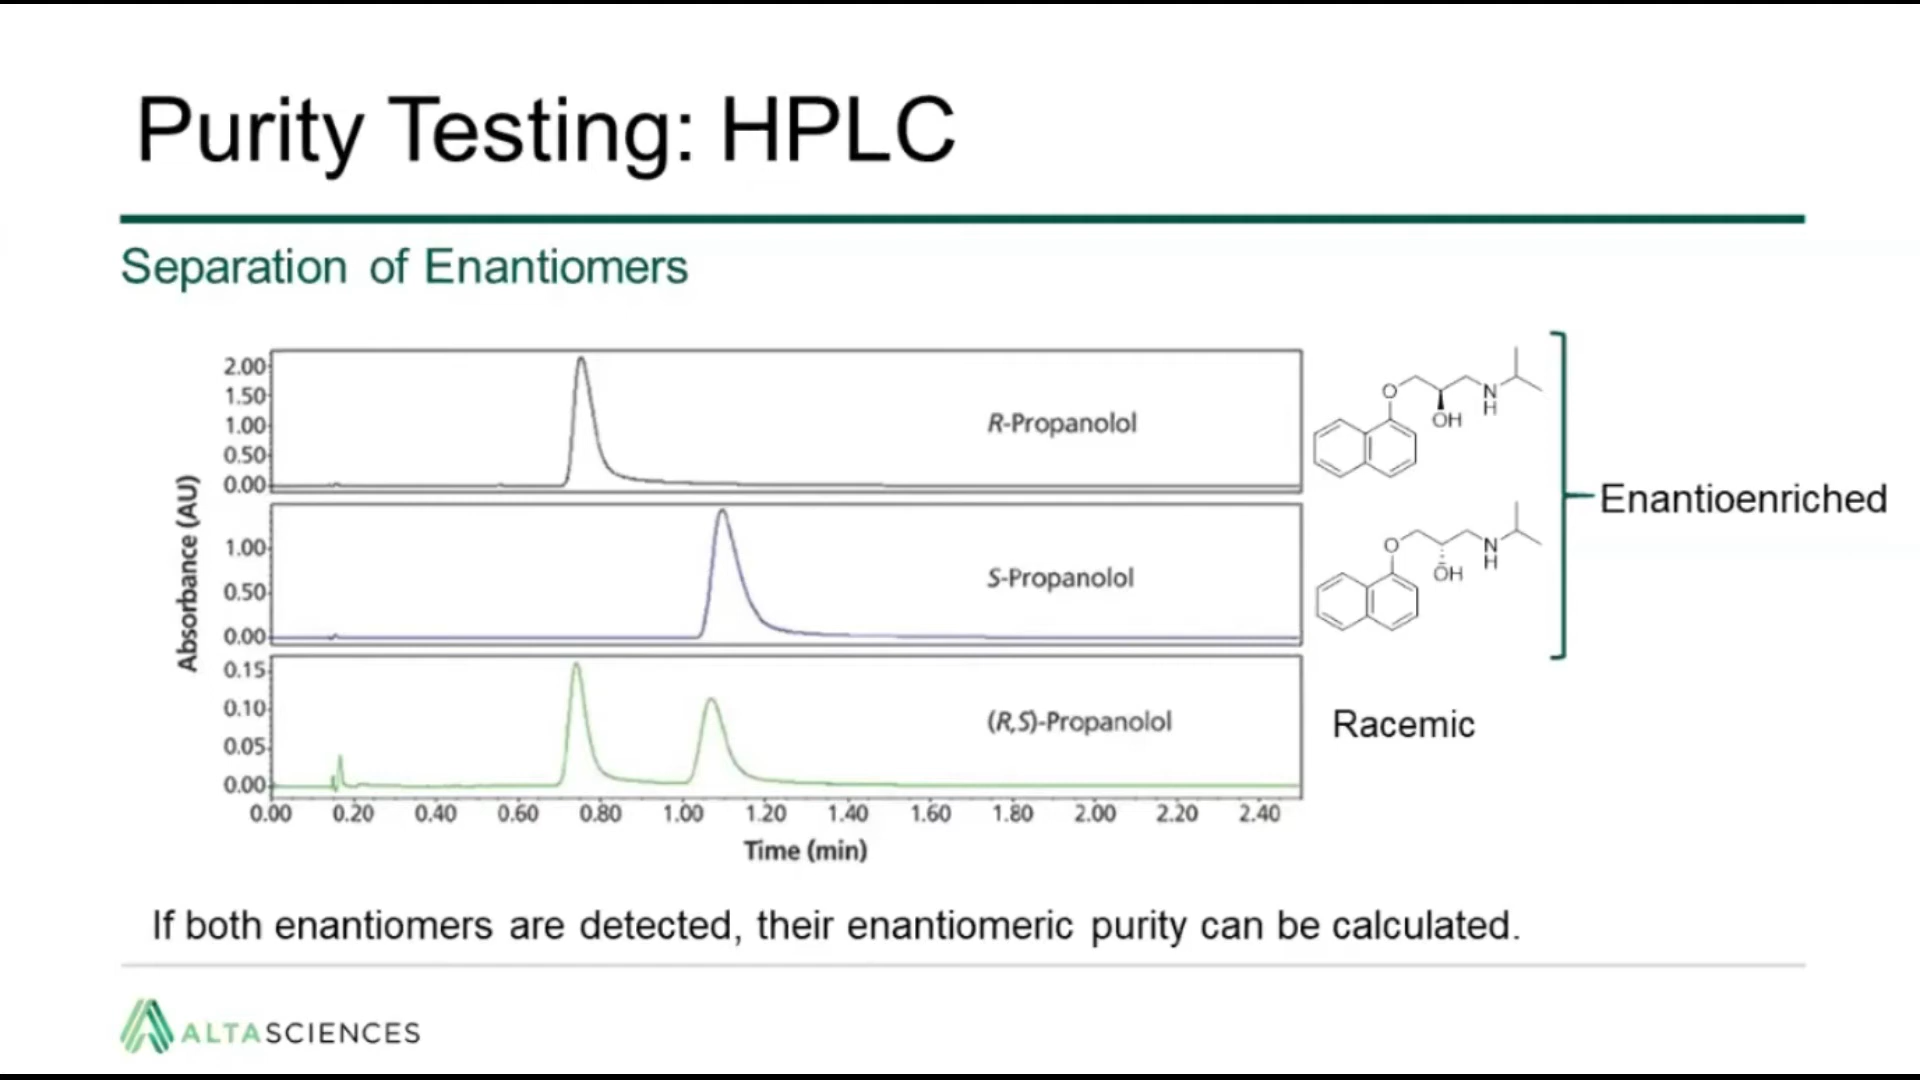 Purity Testing: HPLC
Separation of Enantiomers
2.00
1.50
1.00
0.50
0.00
R-Propanolol
O
OH
N
H
Enantioenriched
Absorbance (AU)
1.00
0.50
0.00
S-Propanolol
O
OH
N
H
0.15
0.10
0.05
0.00
(R,S)-Propanolol
Racemic
0.00 0.20 0.40 0.60 0.80 1.00 1.20 1.40 1.60 1.80 2.00 2.20 2.40
Time (min)
If both enantiomers are detected, their enantiomeric purity can be calculated.
ALTASCIENCES